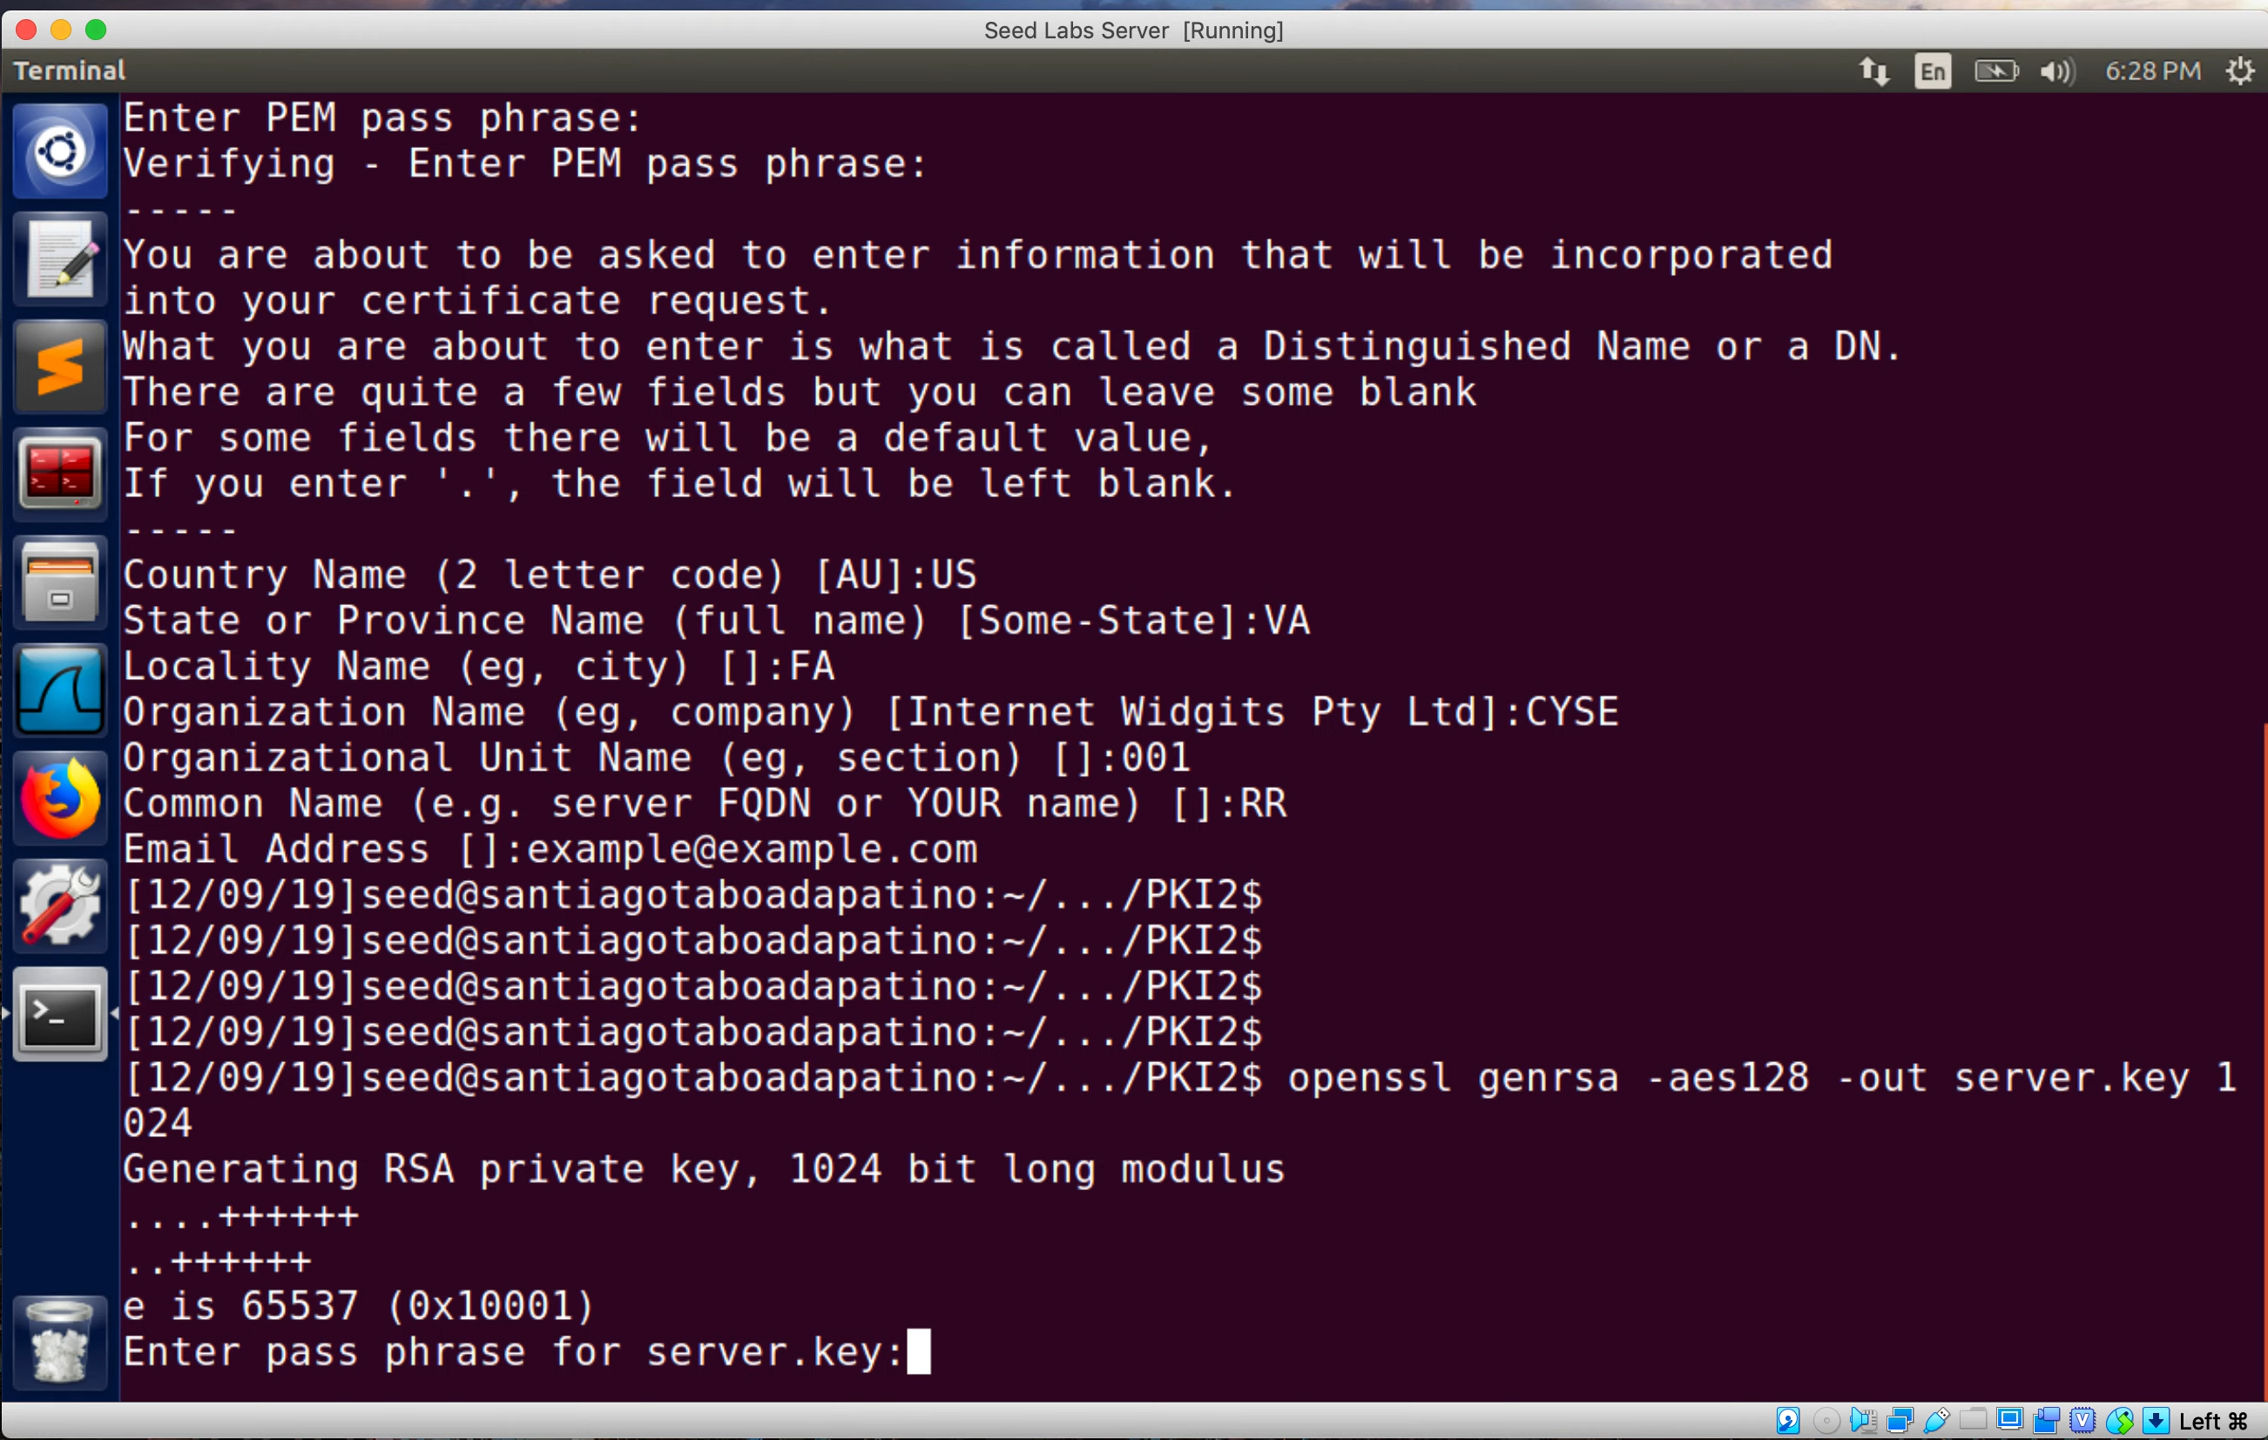 Seed Labs Server [Running]
Terminal
En
6:28 PM
Enter PEM pass phrase:
Verifying - Enter PEM pass phrase:
-----
You are about to be asked to enter information that will be incorporated
into your certificate request.
What you are about to enter is what is called a Distinguished Name or a DN.
There are quite a few fields but you can leave some blank
For some fields there will be a default value,
If you enter '.', the field will be left blank.
-----
Country Name (2 letter code) [AU]:US
State or Province Name (full name) [Some-State]:VA
Locality Name (eg, city) []:FA
Organization Name (eg, company) [Internet Widgits Pty Ltd]:CYSE
Organizational Unit Name (eg, section) []:001
Common Name (e.g. server FQDN or YOUR name) []:RR
Email Address []:example@example.com
[12/09/19]seed@santiagotaboadapatino:~/.../PKI2$
[12/09/19]seed@santiagotaboadapatino:~/.../PKI2$
[12/09/19]seed@santiagotaboadapatino:~/.../PKI2$
[12/09/19]seed@santiagotaboadapatino:~/.../PKI2$
[12/09/19]seed@santiagotaboadapatino:~/.../PKI2$ openssl genrsa -aes128 -out server.key 1
024
Generating RSA private key, 1024 bit long modulus
....++++++
..++++++
e is 65537 (0x10001)
Enter pass phrase for server.key:
Left ⌘